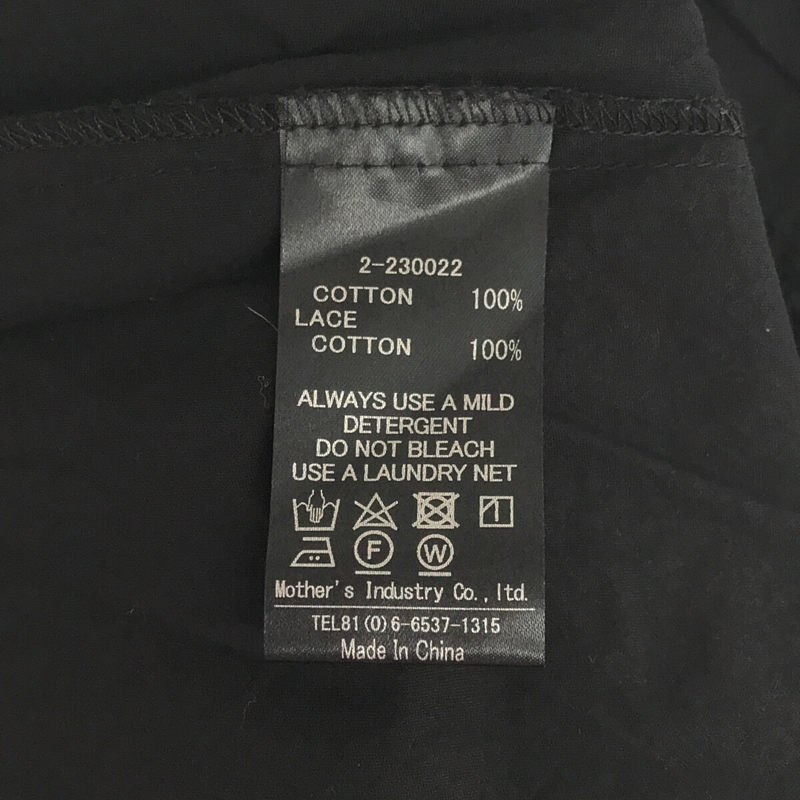 2-230022
COTTON 100%
LACE
COTTON 100%
ALWAYS USE A MILD
DETERGENT
DO NOT BLEACH
USE A LAUNDRY NET
F W
Mother's Industry Co.,ltd.
TEL81(0)6-6537-1315
Made In China